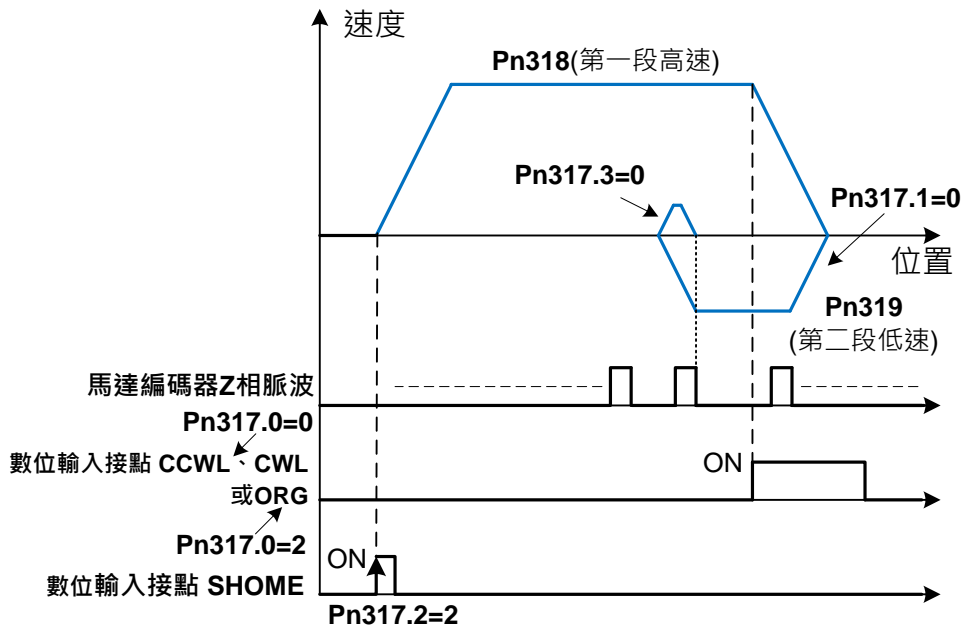 速度
Pn318(第一段高速)
Pn317.3=0
Pn317.1=0
位置
Pn319
(第二段低速)
馬達編碼器Z相脈波
Pn317.0=0
數位輸入接點 CCWL、CWL
或ORG
ON
Pn317.0=2
ON
數位輸入接點 SHOME
Pn317.2=2